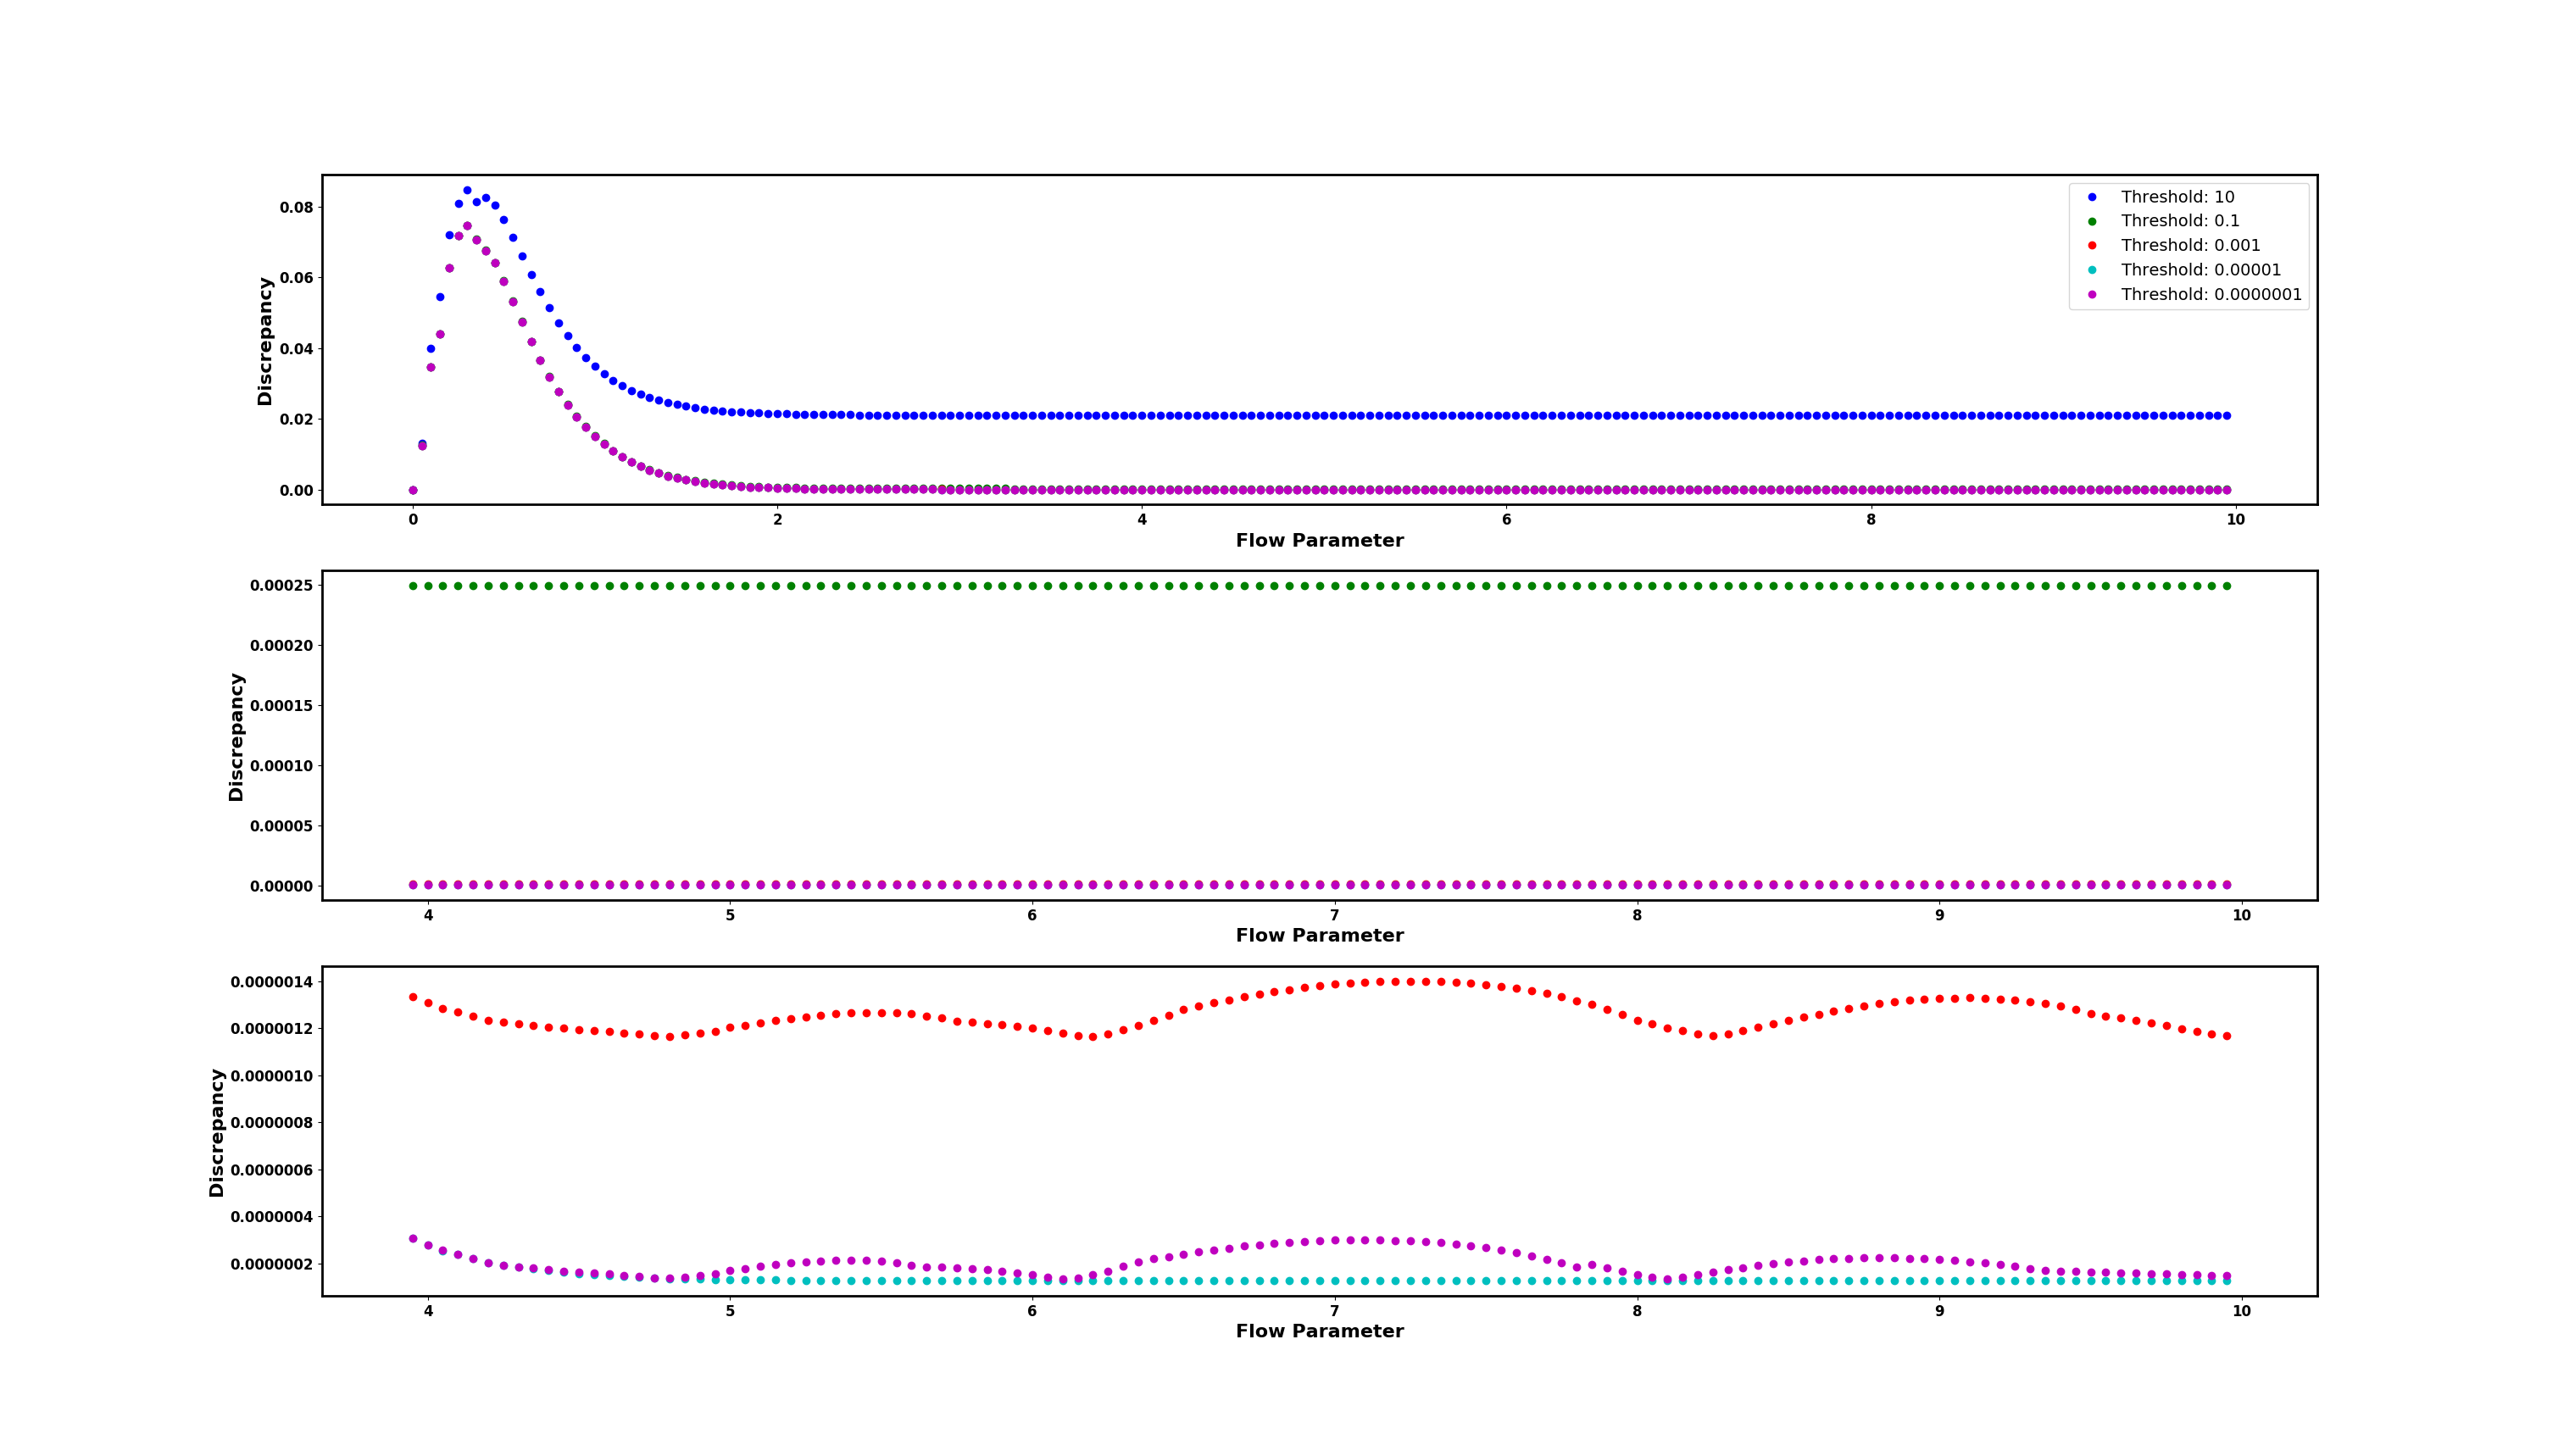 Discrepancy
0.08
0.06
0.04
0.02
0.00
Threshold: 10
Threshold: 0.1
Threshold: 0.001
Threshold: 0.00001
Threshold: 0.0000001
0 2 4 6 8 10
Flow Parameter
Discrepancy
0.00025
0.00020
0.00015
0.00010
0.00005
0.00000
4 5 6 7 8 9 10
Flow Parameter
Discrepancy
0.0000014
0.0000012
0.0000010
0.0000008
0.0000006
0.0000004
0.0000002
4 5 6 7 8 9 10
Flow Parameter